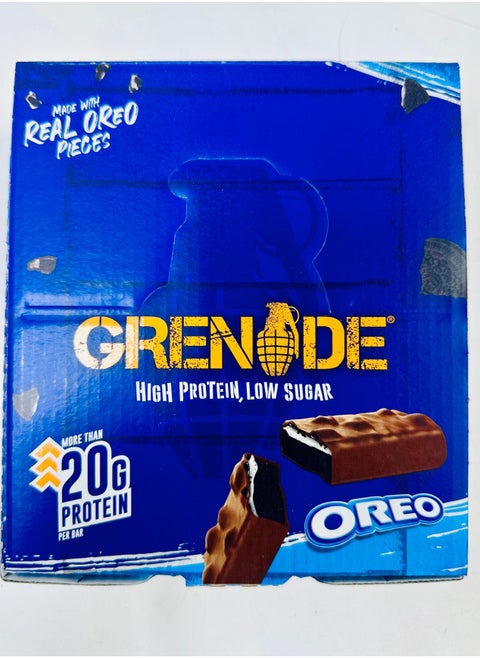 MADE WITH
REAL OREO
PIECES
GRENADE®
HIGH PROTEIN, LOW SUGAR
MORE THAN
20G
PROTEIN
PER BAR
OREO